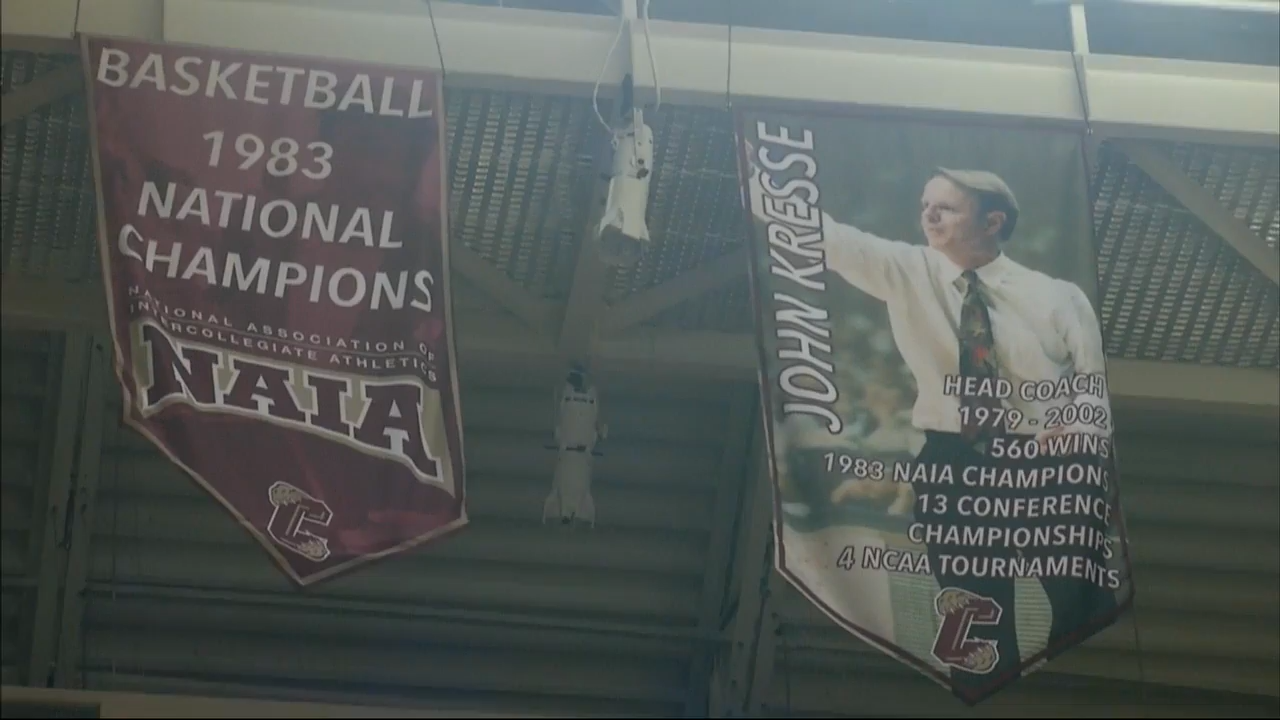 BASKETBALL
1983
NATIONAL
CHAMPIONS
NATIONAL ASSOCIATION OF
INTERCOLLEGIATE ATHLETICS
NAIA
C
JOHN KRESSE
HEAD COACH
1979 - 2002
560 WINS
1983 NAIA CHAMPIONS
13 CONFERENCE
CHAMPIONSHIPS
4 NCAA TOURNAMENTS
C